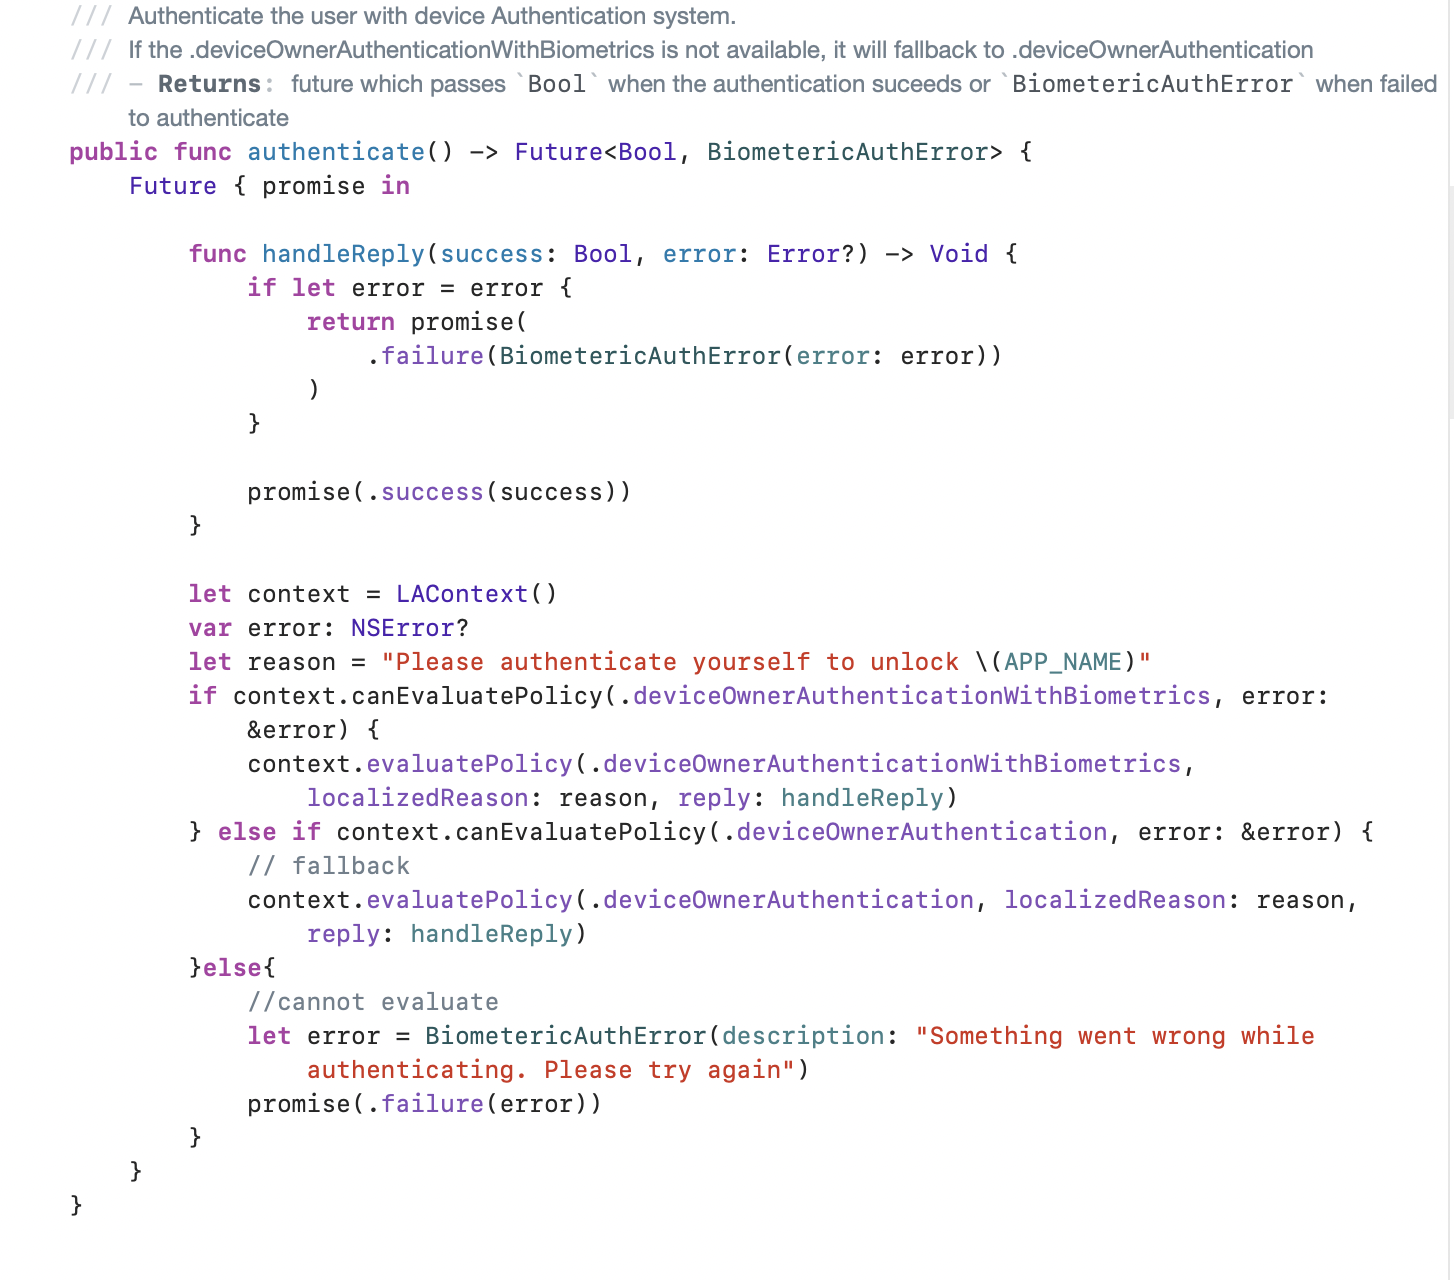 /// Authenticate the user with device Authentication system.
/// If the .deviceOwnerAuthenticationWithBiometrics is not available, it will fallback to .deviceOwnerAuthentication
/// – Returns: future which passes `Bool` when the authentication suceeds or `BiometericAuthError` when failed
to authenticate
public func authenticate() -> Future<Bool, BiometericAuthError> {
Future { promise in
func handleReply(success: Bool, error: Error?) -> Void {
if let error = error {
return promise(
.failure(BiometericAuthError(error: error))
)
}
promise(.success(success))
}
let context = LAContext()
var error: NSError?
let reason = "Please authenticate yourself to unlock \(APP_NAME)"
if context.canEvaluatePolicy(.deviceOwnerAuthenticationWithBiometrics, error:
&error) {
context.evaluatePolicy(.deviceOwnerAuthenticationWithBiometrics,
localizedReason: reason, reply: handleReply)
} else if context.canEvaluatePolicy(.deviceOwnerAuthentication, error: &error) {
// fallback
context.evaluatePolicy(.deviceOwnerAuthentication, localizedReason: reason,
reply: handleReply)
}else{
//cannot evaluate
let error = BiometericAuthError(description: "Something went wrong while
authenticating. Please try again")
promise(.failure(error))
}
}
}